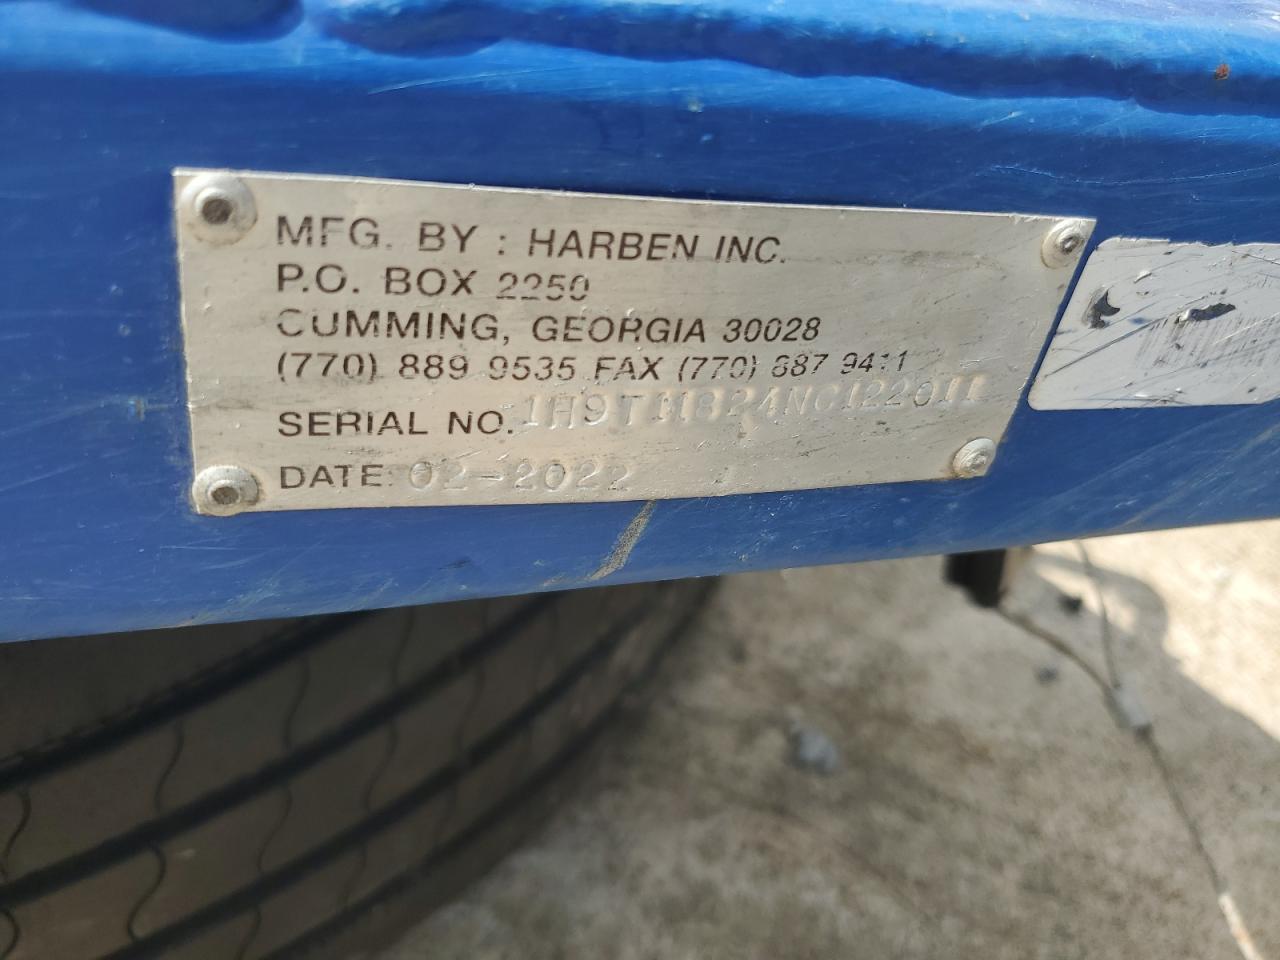 MFG. BY : HARBEN INC.
P.O. BOX 2250
CUMMING, GEORGIA 30028
(770) 889 9535 FAX (770) 887 9411
SERIAL NO.
DATE: 02-2022